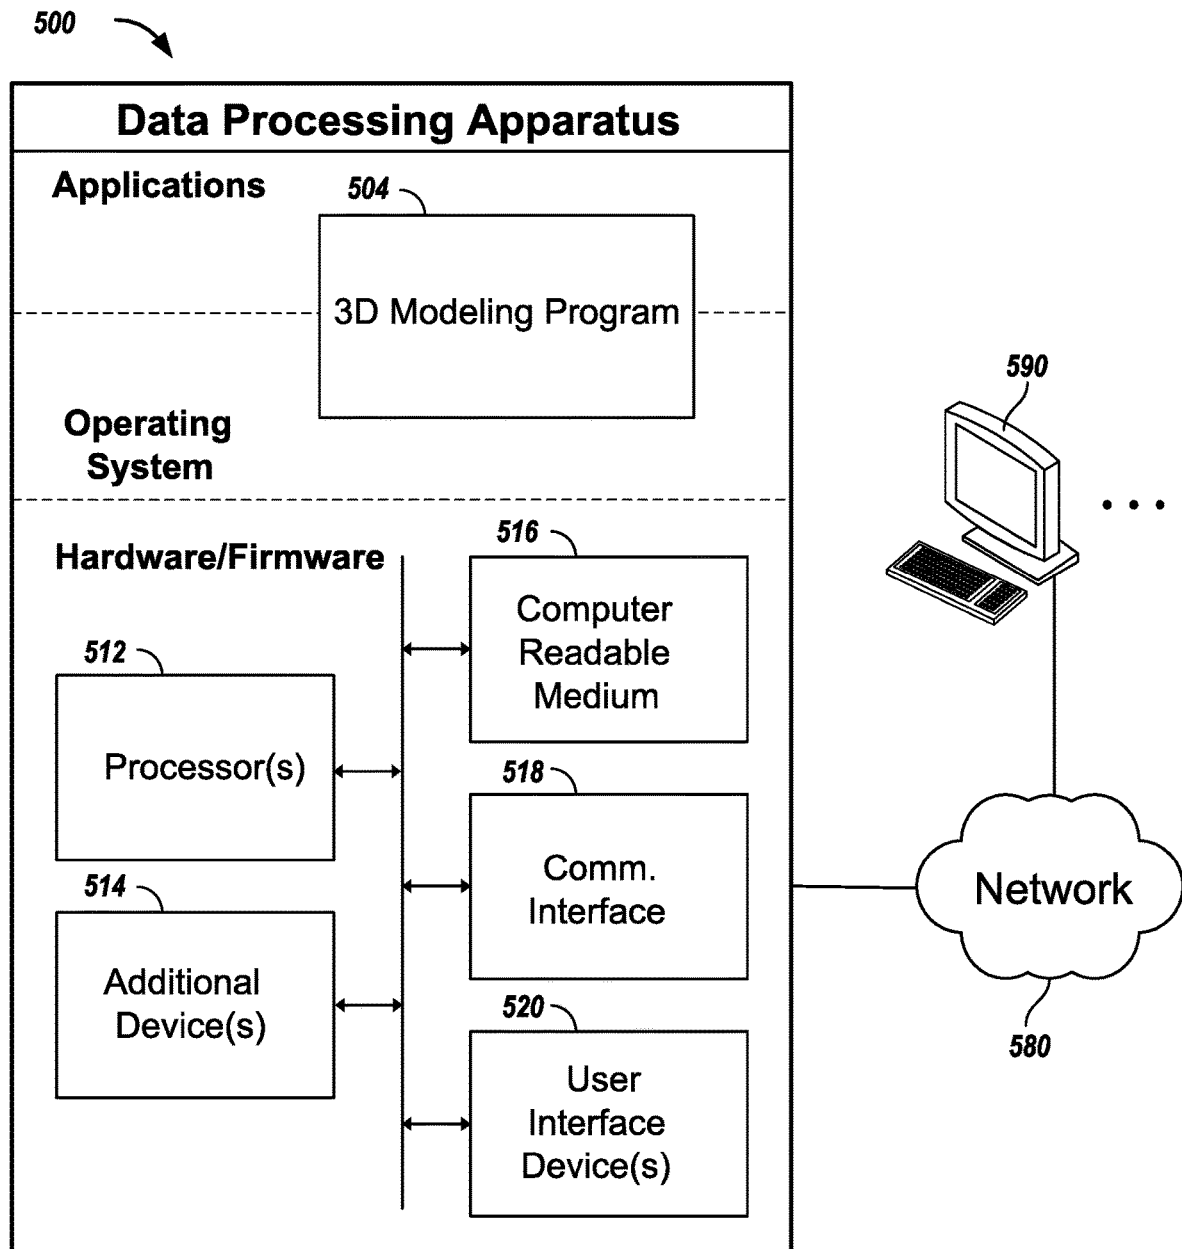 500
Data Processing Apparatus
Applications
504
3D Modeling Program
Operating
System
590
...
Hardware/Firmware
516
Computer
Readable
Medium
512
Processor(s)
518
Comm.
Interface
Network
580
514
Additional
Device(s)
520
User
Interface
Device(s)